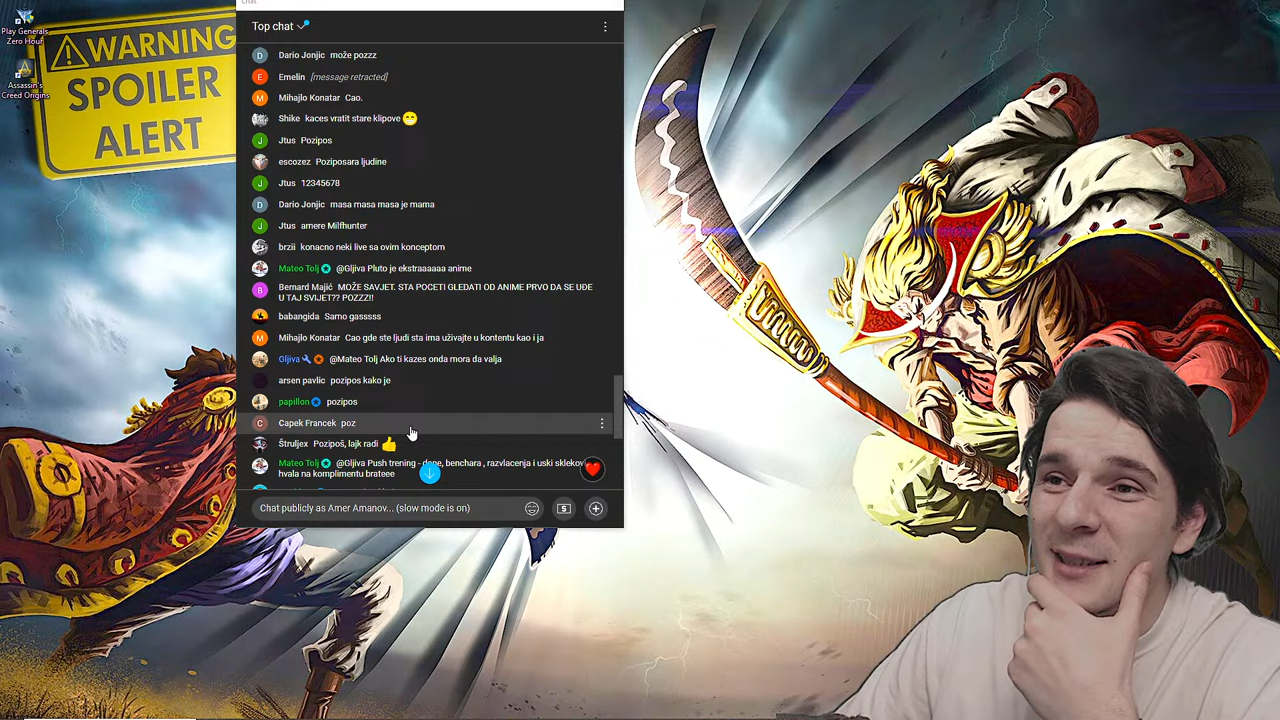 Play Generals
Zero Hour
Assassin's
Creed Origins
WARNING
SPOILER
ALERT
Top chat
D Dario Jonjic može pozzz
E Emelin [message retracted]
M Mihajlo Konatar Cao.
Shike kaces vratit stare klipove
J Jtus Pozipos
escozez Poziposara ljudine
J Jtus 12345678
D Dario Jonjic masa masa masa je mama
J Jtus amere Milfhunter
brzii konacno neki live sa ovim konceptom
Mateo Tolj @Gljiva Pluto je ekstraaaaaa anime
B Bernard Majić MOŽE SAVJET. STA POCETI GLEDATI OD ANIME PRVO DA SE UĐE
U TAJ SVIJET?? POZZZ!!
babangida Samo gasssss
M Mihajlo Konatar Cao gde ste ljudi sta ima uživajte u kontentu kao i ja
Gljiva @Mateo Tolj Ako ti kazes onda mora da valja
arsen pavlic pozipos kako je
papillon pozipos
C Capek Francek poz
Štruljex Pozipoš, lajk radi
Mateo Tolj @Gljiva Push trening - benchara , razvlacenja i uski sklekov
hvala na komplimentu brateee
Chat publicly as Amer Amanov... (slow mode is on)